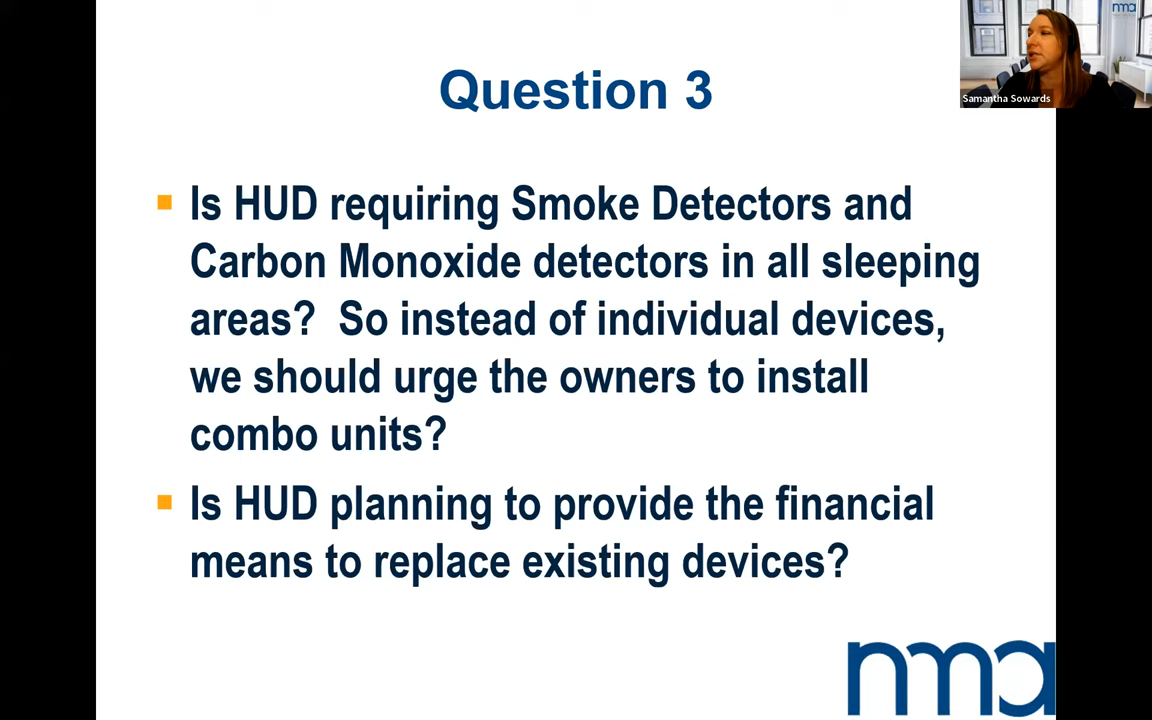 nma
Samantha Sowards
Question 3
Is HUD requiring Smoke Detectors and
Carbon Monoxide detectors in all sleeping
areas?  So instead of individual devices,
we should urge the owners to install
combo units?
Is HUD planning to provide the financial
means to replace existing devices?
nma